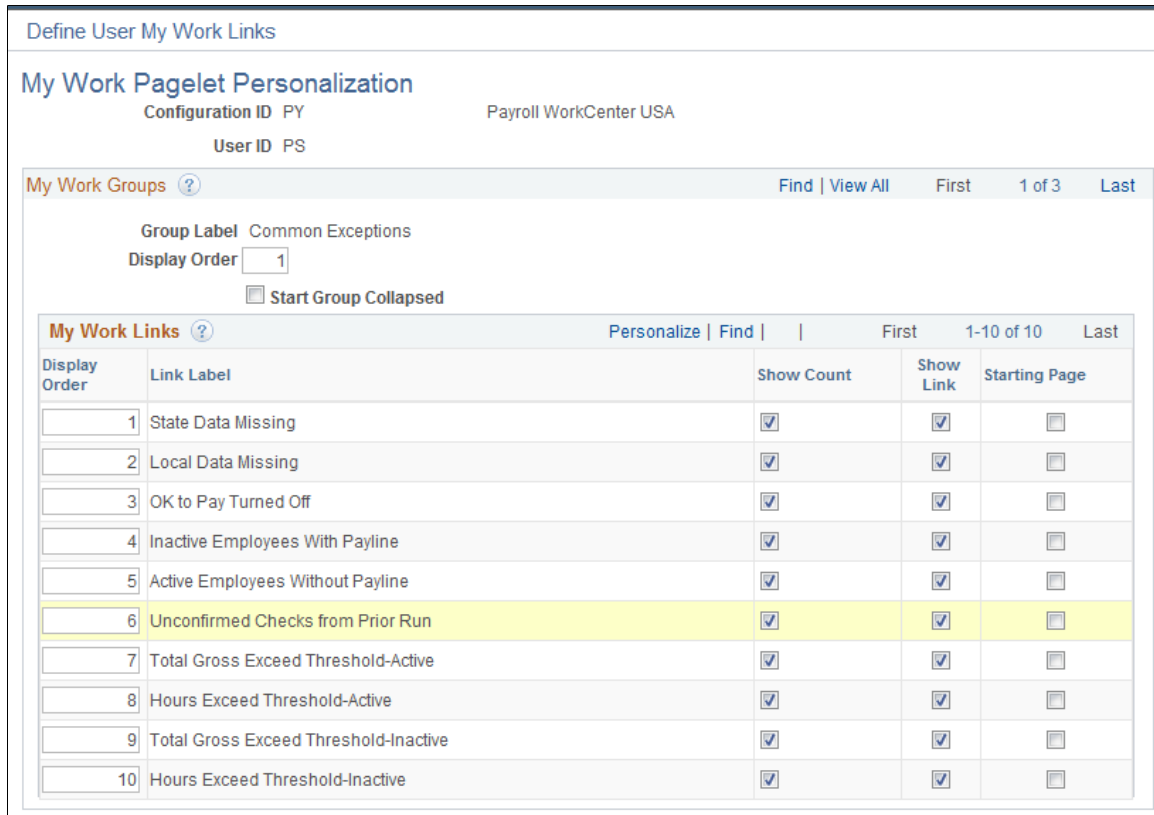 Define User My Work Links
My Work Pagelet Personalization
Configuration ID PY Payroll WorkCenter USA
User ID PS
My Work Groups ? Find | View All First 1 of 3 Last
Group Label Common Exceptions
Display Order 1
Start Group Collapsed
My Work Links ? Personalize | Find | | First 1-10 of 10 Last
Display Order Link Label Show Count Show Link Starting Page
1 State Data Missing
2 Local Data Missing
3 OK to Pay Turned Off
4 Inactive Employees With Payline
5 Active Employees Without Payline
6 Unconfirmed Checks from Prior Run
7 Total Gross Exceed Threshold-Active
8 Hours Exceed Threshold-Active
9 Total Gross Exceed Threshold-Inactive
10 Hours Exceed Threshold-Inactive